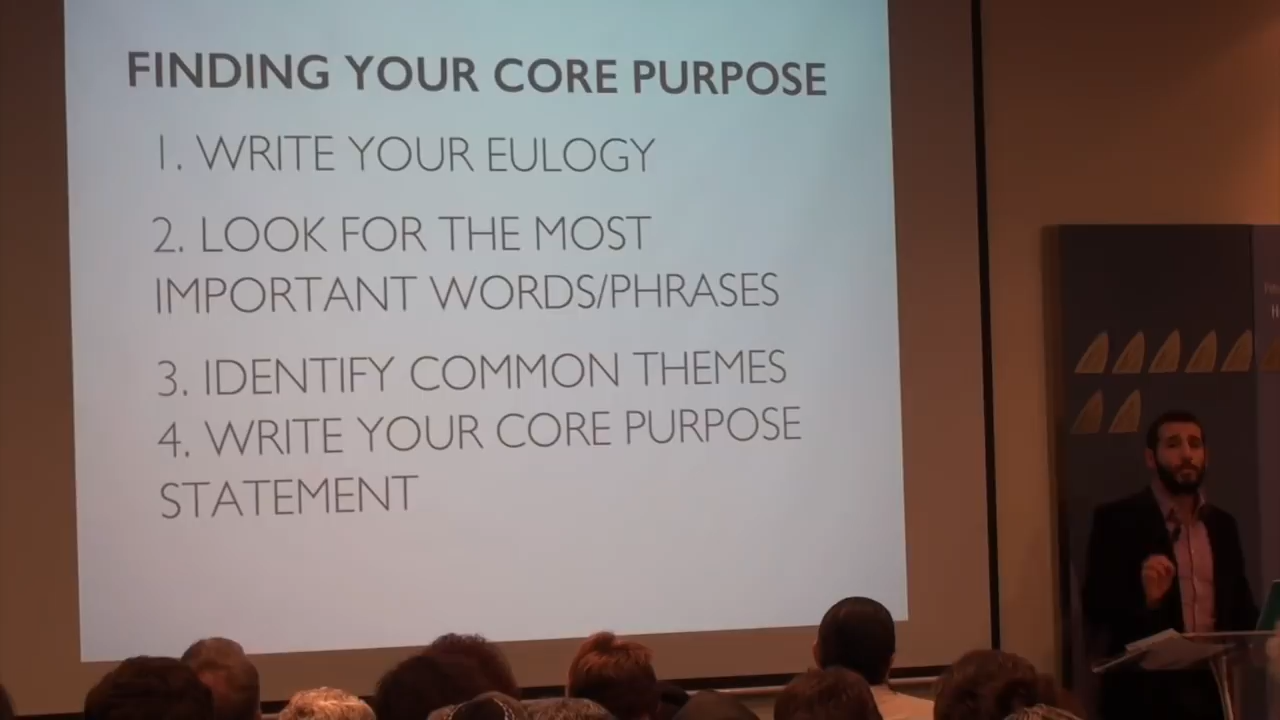 FINDING YOUR CORE PURPOSE
1. WRITE YOUR EULOGY
2. LOOK FOR THE MOST
IMPORTANT WORDS/PHRASES
3. IDENTIFY COMMON THEMES
4. WRITE YOUR CORE PURPOSE
STATEMENT